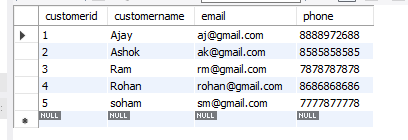 customerid customername email phone
1 Ajay aj@gmail.com 8888972688
2 Ashok ak@gmail.com 8585858585
3 Ram rm@gmail.com 7878787878
4 Rohan rohan@gmail.com 8686868686
5 soham sm@gmail.com 7777877778
NULL NULL NULL NULL